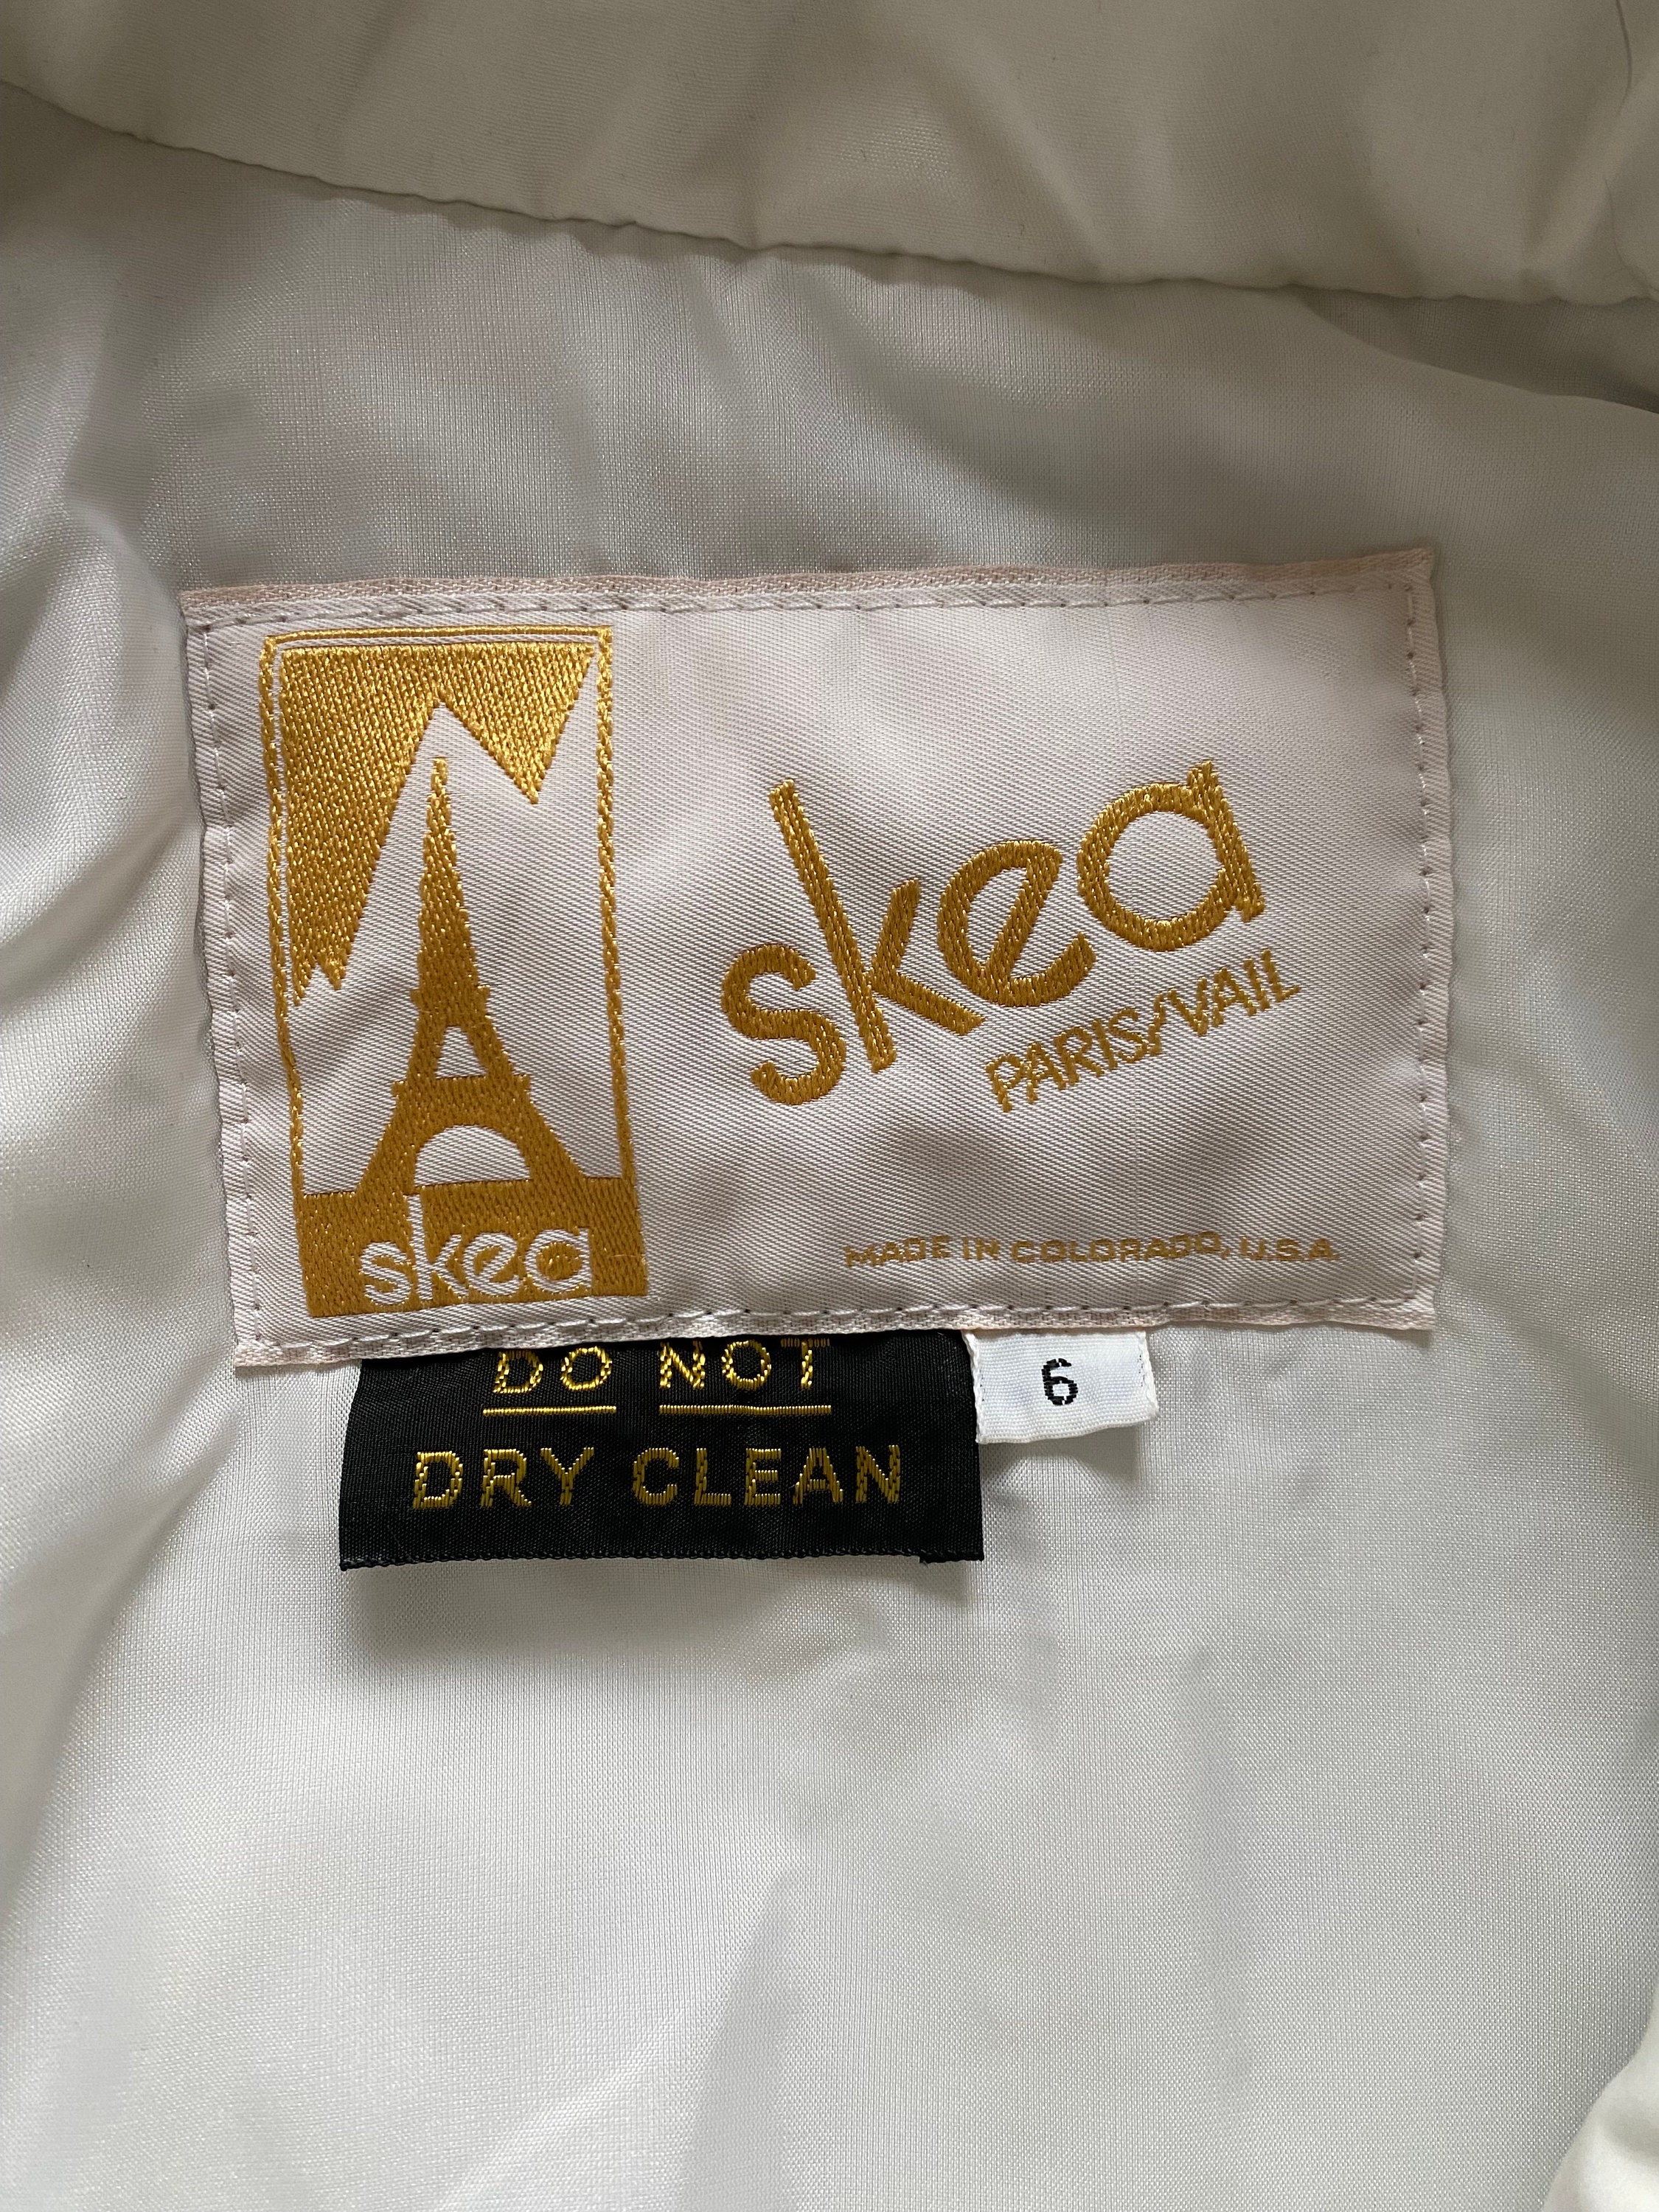 skea
PARIS/VAIL
skea
MADE IN COLORADO, U.S.A.
DO NOT
DRY CLEAN
6